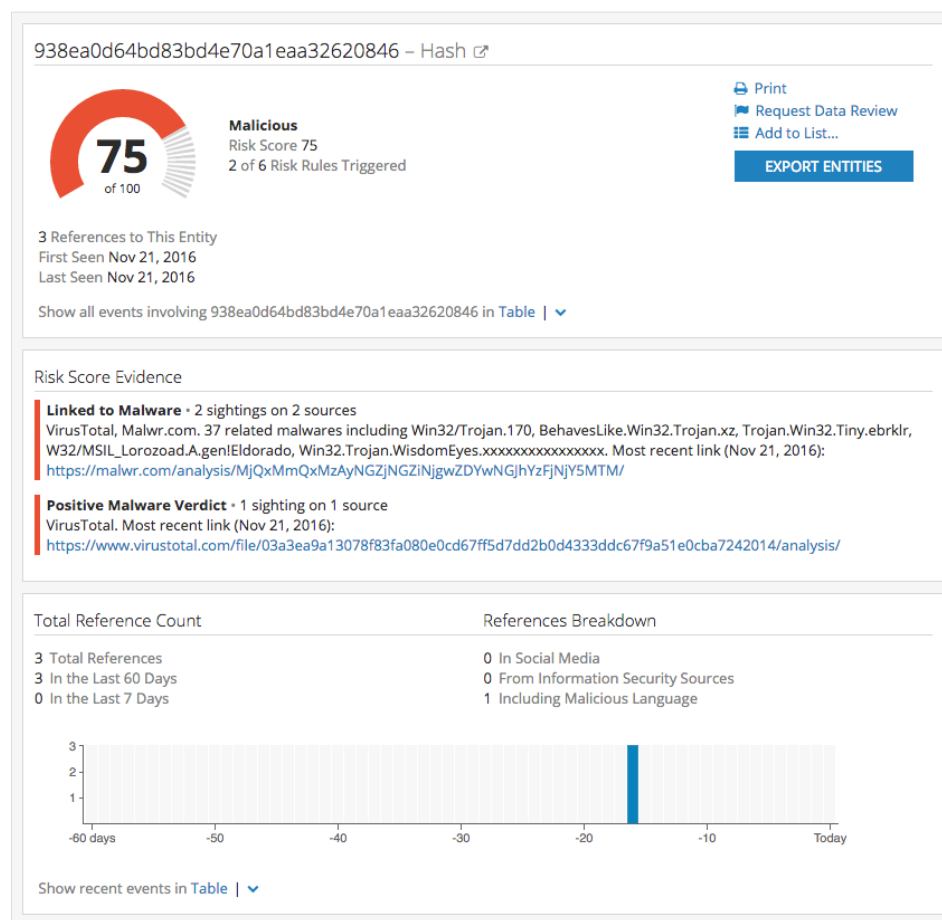 938ea0d64bd83bd4e70a1eaa32620846 – Hash
75
of 100
Malicious
Risk Score 75
2 of 6 Risk Rules Triggered
Print
Request Data Review
Add to List...
EXPORT ENTITIES
3 References to This Entity
First Seen Nov 21, 2016
Last Seen Nov 21, 2016
Show all events involving 938ea0d64bd83bd4e70a1eaa32620846 in Table |
Risk Score Evidence
Linked to Malware • 2 sightings on 2 sources
VirusTotal, Malwr.com. 37 related malwares including Win32/Trojan.170, BehavesLike.Win32.Trojan.xz, Trojan.Win32.Tiny.ebrklr,
W32/MSIL_Lorozoad.A.gen!Eldorado, Win32.Trojan.WisdomEyes.xxxxxxxxxxxxxxxx. Most recent link (Nov 21, 2016):
https://malwr.com/analysis/MjQxMmQxMzAyNGZjNGZiNjgwZDYwNGJhYzFjNjY5MTM/
Positive Malware Verdict • 1 sighting on 1 source
VirusTotal. Most recent link (Nov 21, 2016):
https://www.virustotal.com/file/03a3ea9a13078f83fa080e0cd67ff5d7dd2b0d4333ddc67f9a51e0cba7242014/analysis/
Total Reference Count
3 Total References
3 In the Last 60 Days
0 In the Last 7 Days
References Breakdown
0 In Social Media
0 From Information Security Sources
1 Including Malicious Language
3
2
1
-60 days -50 -40 -30 -20 -10 Today
Show recent events in Table |